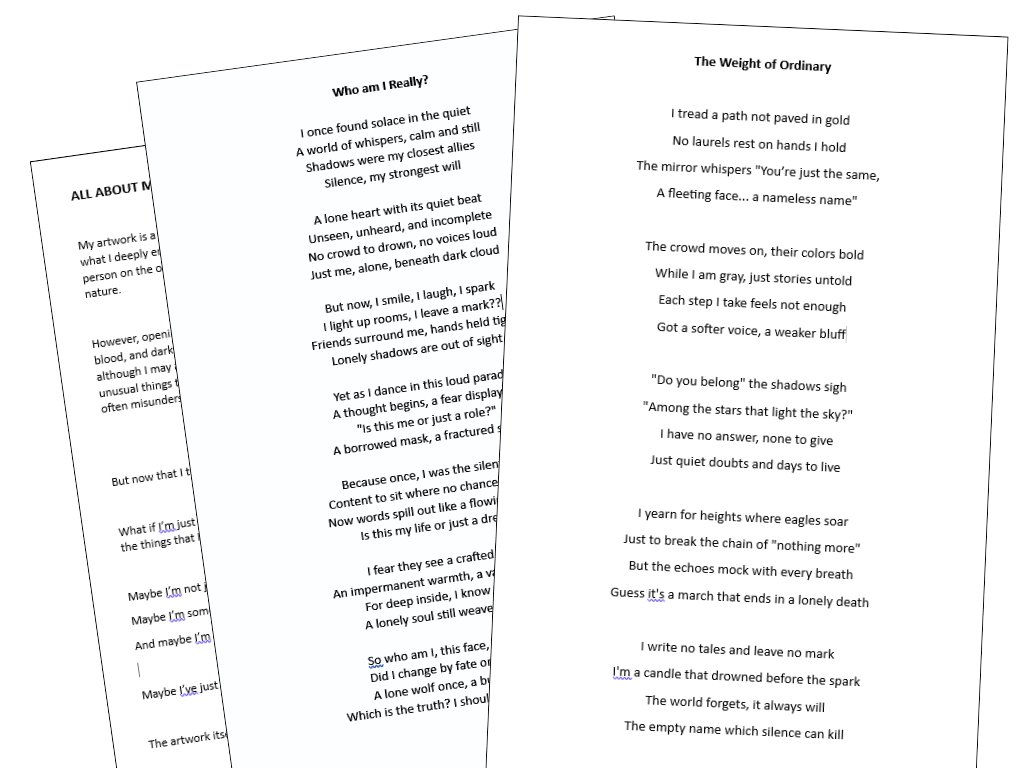 ALL ABOUT
My artwork is a
what I deeply
person on the
nature.
However,
blood, and dark
although I may
unusual things
often
But now that I
What if I'm just
the things that
Maybe I'm not
Maybe I'm
And maybe I'm
Maybe I've just
The artwork
Who am I Really?
I once found solace in the quiet
A world of whispers, calm and still
Shadows were my closest allies
Silence, my strongest will
A lone heart with its quiet beat
Unseen, unheard, and incomplete
No crowd to drown, no voices loud
Just me, alone, beneath dark cloud
But now, I smile, I laugh, I spark
I light up rooms, I leave a mark??
Friends surround me, hands held
Lonely shadows are out of sight
Yet as I dance in this loud
A thought begins, a fear display
"Is this me or just a role?"
A borrowed mask, a fractured
Because once, I was the
Content to sit where no chance
Now words spill out like a
Is this my life or just a
I fear they see a crafted
An impermanent warmth, a
For deep inside, I know
A lonely soul still weave
So who am I, this face,
Did I change by fate or
A lone wolf once, a
Which is the truth? I
The Weight of Ordinary
I tread a path not paved in gold
No laurels rest on hands I hold
The mirror whispers "You're just the same,
A fleeting face... a nameless name"
The crowd moves on, their colors bold
While I am gray, just stories untold
Each step I take feels not enough
Got a softer voice, a weaker bluff
"Do you belong" the shadows sigh
"Among the stars that light the sky?"
I have no answer, none to give
Just quiet doubts and days to live
I yearn for heights where eagles soar
Just to break the chain of "nothing more"
But the echoes mock with every breath
Guess it's a march that ends in a lonely death
I write no tales and leave no mark
I'm a candle that drowned before the spark
The world forgets, it always will
The empty name which silence can kill